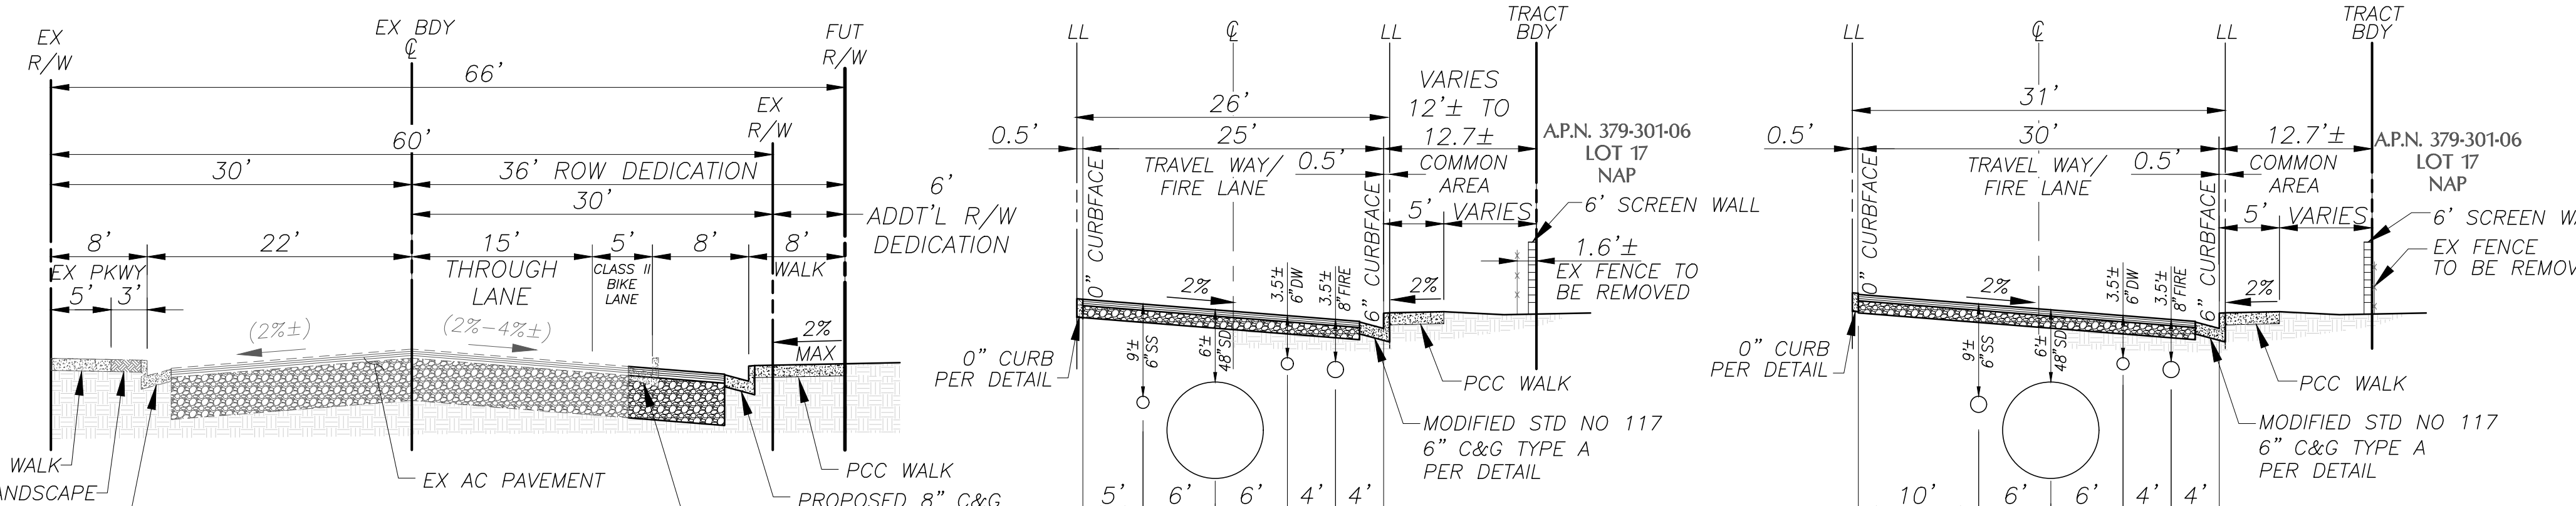 EX
R/W
EX BDY
℄
FUT
R/W
66'
EX
R/W
60'
30'
36' ROW DEDICATION
30'
6'
ADDT'L R/W
DEDICATION
8'
22'
15'
5'
8'
8'
EX PKWY
THROUGH
LANE
CLASS II
BIKE
LANE
WALK
5'
3'
(2%±)
(2%-4%±)
2%
MAX
WALK
EX AC PAVEMENT
PCC WALK
PROPOSED 8" C&G
LL
℄
LL
TRACT
BDY
26'
VARIES
12'± TO
12.7±
0.5'
25'
A.P.N. 379-301-06
LOT 17
NAP
TRAVEL WAY/
FIRE LANE
0.5'
COMMON
AREA
0" CURBFACE
6" CURBFACE
5'
VARIES
6' SCREEN WALL
1.6'±
EX FENCE TO
BE REMOVED
2%
2%
9'±
6"SS
6'±
48"SD
3.5'±
6"DW
3.5'±
8"FIRE
0" CURB
PER DETAIL
PCC WALK
MODIFIED STD NO 117
6" C&G TYPE A
PER DETAIL
5'
6'
6'
4'
4'
LL
℄
LL
TRACT
BDY
31'
0.5'
30'
12.7'±
A.P.N. 379-301-06
LOT 17
NAP
TRAVEL WAY/
FIRE LANE
0.5'
COMMON
AREA
0" CURBFACE
6" CURBFACE
5'
VARIES
6' SCREEN
EX FENCE
TO BE
2%
2%
9'±
6"SS
6'±
48"SD
3.5'±
6"DW
3.5'±
8"FIRE
0" CURB
PER DETAIL
PCC WALK
MODIFIED STD NO 117
6" C&G TYPE A
PER DETAIL
10'
6'
6'
4'
4'